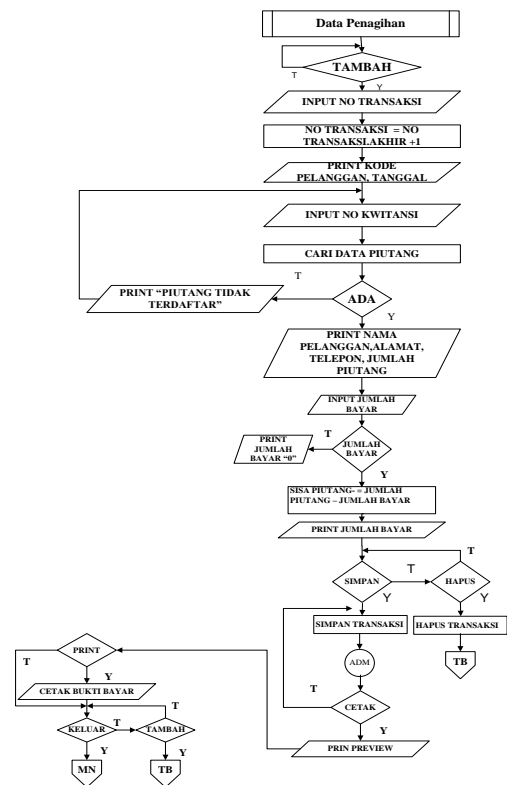 Data Penagihan
TAMBAH
T
Y
INPUT NO TRANSAKSI
NO TRANSAKSI = NO
TRANSAKSI.AKHIR +1
PRINT KODE
PELANGGAN, TANGGAL
INPUT NO KWITANSI
CARI DATA PIUTANG
T
PRINT “PIUTANG TIDAK
TERDAFTAR”
ADA
Y
PRINT NAMA
PELANGGAN,ALAMAT,
TELEPON, JUMLAH
PIUTANG
INPUT JUMLAH
BAYAR
T
PRINT
JUMLAH
BAYAR “0”
JUMLAH
BAYAR
Y
SISA PIUTANG- = JUMLAH
PIUTANG – JUMLAH BAYAR
PRINT JUMLAH BAYAR
T
SIMPAN
T
HAPUS
Y
Y
SIMPAN TRANSAKSI
HAPUS TRANSAKSI
ADM
TB
T
CETAK
Y
PRIN PREVIEW
PRINT
T
Y
CETAK BUKTI BAYAR
T
KELUAR
T
TAMBAH
Y
Y
MN
TB